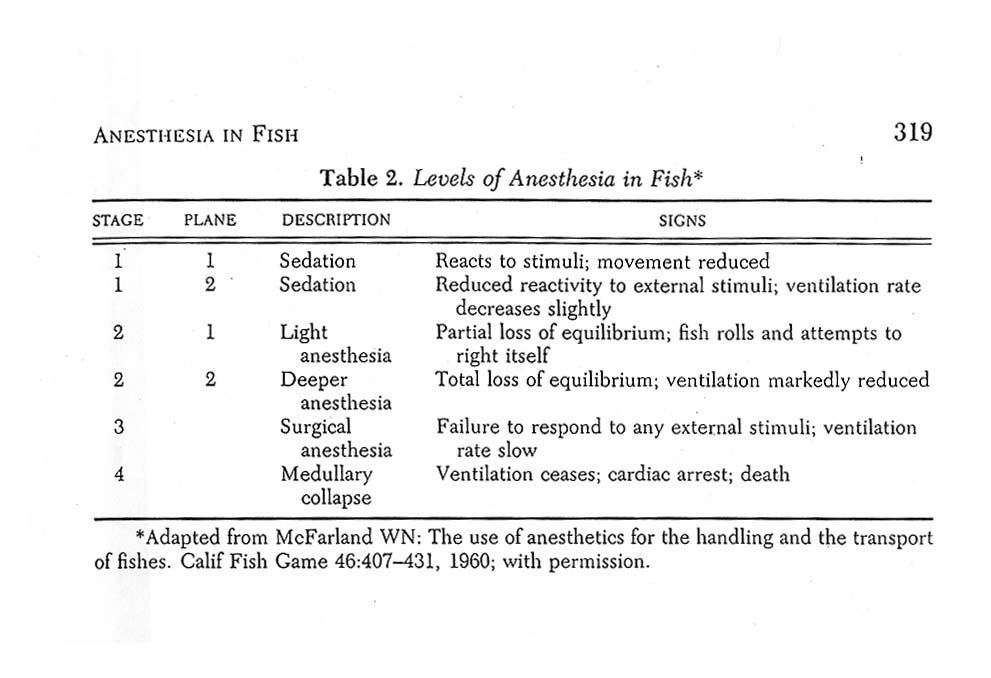 ANESTHESIA IN FISH 319
Table 2. Levels of Anesthesia in Fish*
STAGE PLANE DESCRIPTION SIGNS
1 1 Sedation Reacts to stimuli; movement reduced
1 2 Sedation Reduced reactivity to external stimuli; ventilation rate
decreases slightly
2 1 Light Partial loss of equilibrium; fish rolls and attempts to
anesthesia right itself
2 2 Deeper Total loss of equilibrium; ventilation markedly reduced
anesthesia
3 Surgical Failure to respond to any external stimuli; ventilation
anesthesia rate slow
4 Medullary Ventilation ceases; cardiac arrest; death
collapse
*Adapted from McFarland WN: The use of anesthetics for the handling and the transport
of fishes. Calif Fish Game 46:407–431, 1960; with permission.